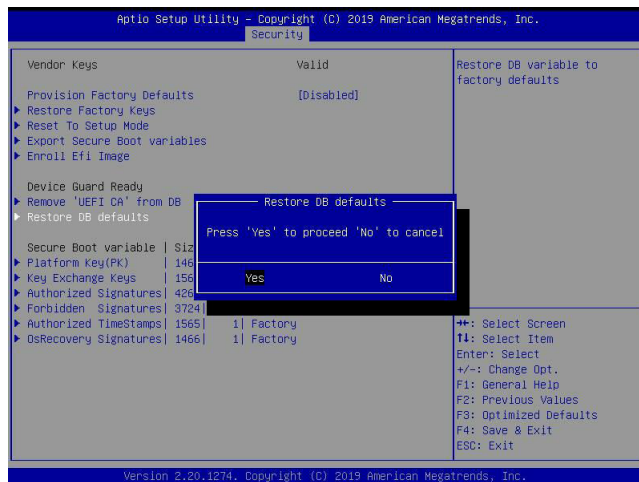 Aptio Setup Utility – Copyright (C) 2019 American Megatrends, Inc.
Security
Vendor Keys Valid
Provision Factory Defaults [Disabled]
Restore Factory Keys
Reset To Setup Mode
Export Secure Boot variables
Enroll Efi Image
Device Guard Ready
Remove 'UEFI CA' from DB
Restore DB defaults
Secure Boot variable | Siz
Platform Key(PK) | 146
Key Exchange Keys | 156
Authorized Signatures| 426
Forbidden Signatures| 3724|
Authorized TimeStamps| 1565| 1| Factory
OsRecovery Signatures| 1466| 1| Factory
Restore DB defaults
Press 'Yes' to proceed 'No' to cancel
Yes No
Restore DB variable to
factory defaults
→←: Select Screen
↑↓: Select Item
Enter: Select
+/-: Change Opt.
F1: General Help
F2: Previous Values
F3: Optimized Defaults
F4: Save & Exit
ESC: Exit
Version 2.20.1274. Copyright (C) 2019 American Megatrends, Inc.